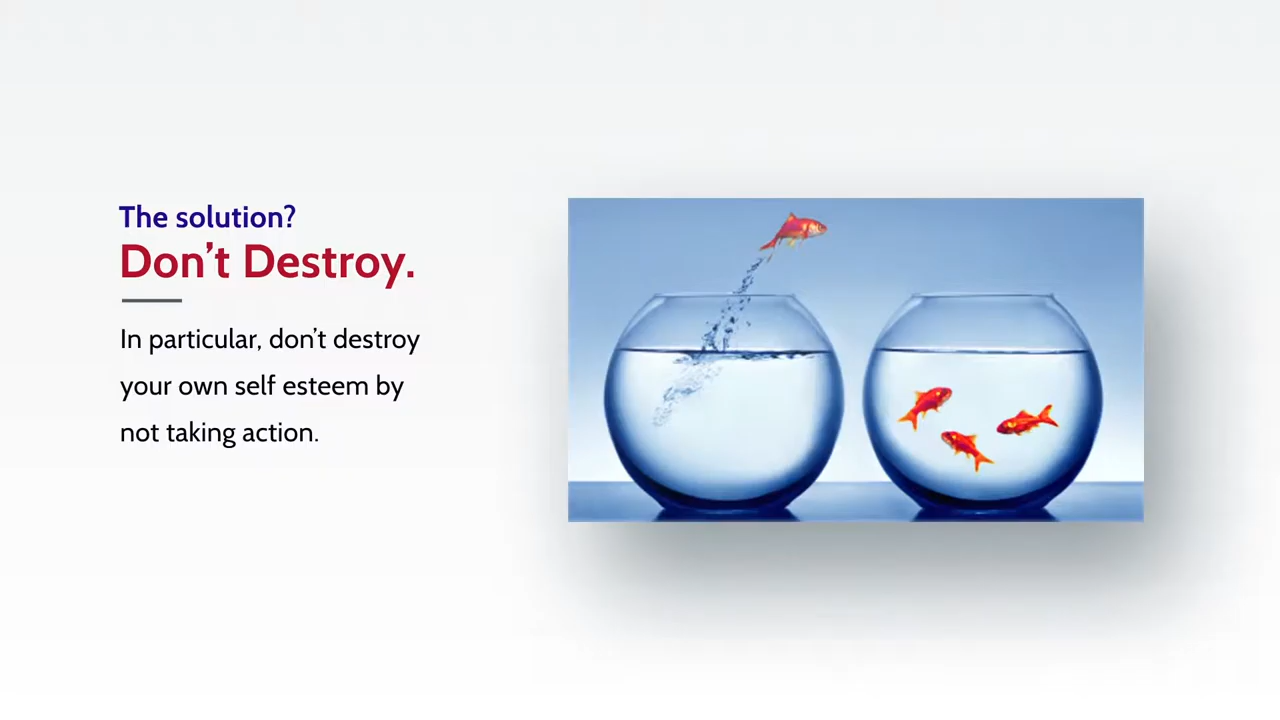 The solution?
Don’t Destroy.
In particular, don’t destroy
your own self esteem by
not taking action.